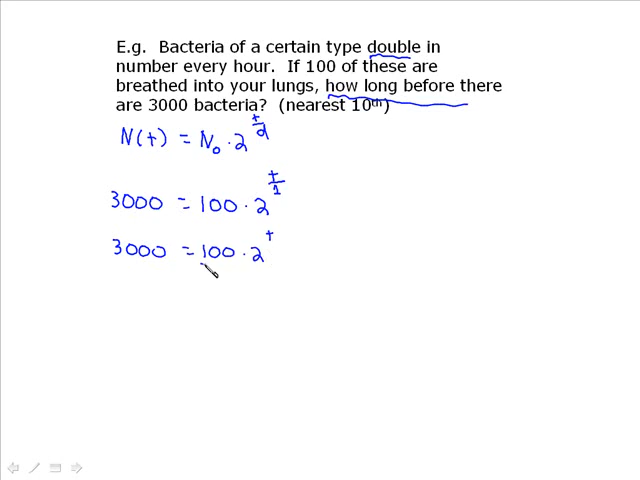 E.g. Bacteria of a certain type double in
number every hour. If 100 of these are
breathed into your lungs, how long before there
are 3000 bacteria? (nearest 10th)
N(t) = N₀ · 2^(t/d)
3000 = 100 · 2^(t/1)
3000 = 100 · 2^t